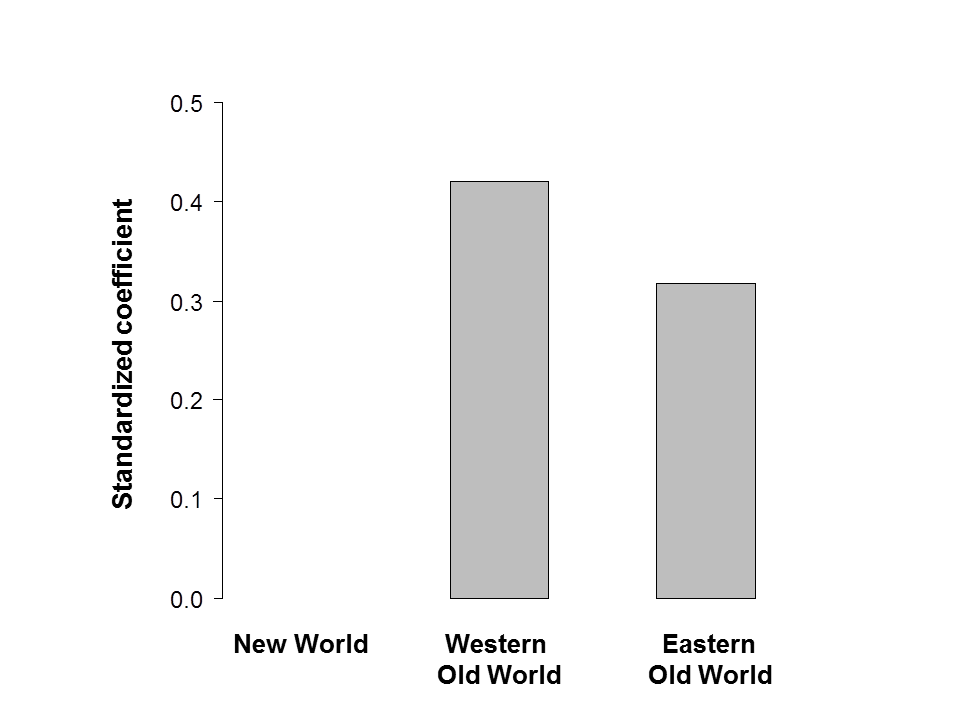 Standardized coefficient
0.5
0.4
0.3
0.2
0.1
0.0
New World
Western
Old World
Eastern
Old World